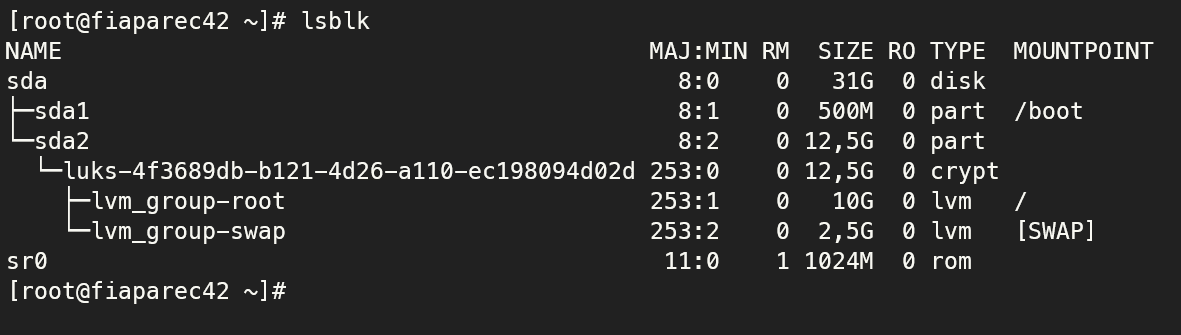 [root@fiaparec42 ~]# lsblk
NAME                                          MAJ:MIN RM  SIZE RO TYPE  MOUNTPOINT
sda                                             8:0    0   31G  0 disk
├─sda1                                          8:1    0  500M  0 part  /boot
└─sda2                                          8:2    0 12,5G  0 part
  └─luks-4f3689db-b121-4d26-a110-ec198094d02d 253:0    0 12,5G  0 crypt
    ├─lvm_group-root                          253:1    0   10G  0 lvm   /
    └─lvm_group-swap                          253:2    0  2,5G  0 lvm   [SWAP]
sr0                                            11:0    1 1024M  0 rom
[root@fiaparec42 ~]#